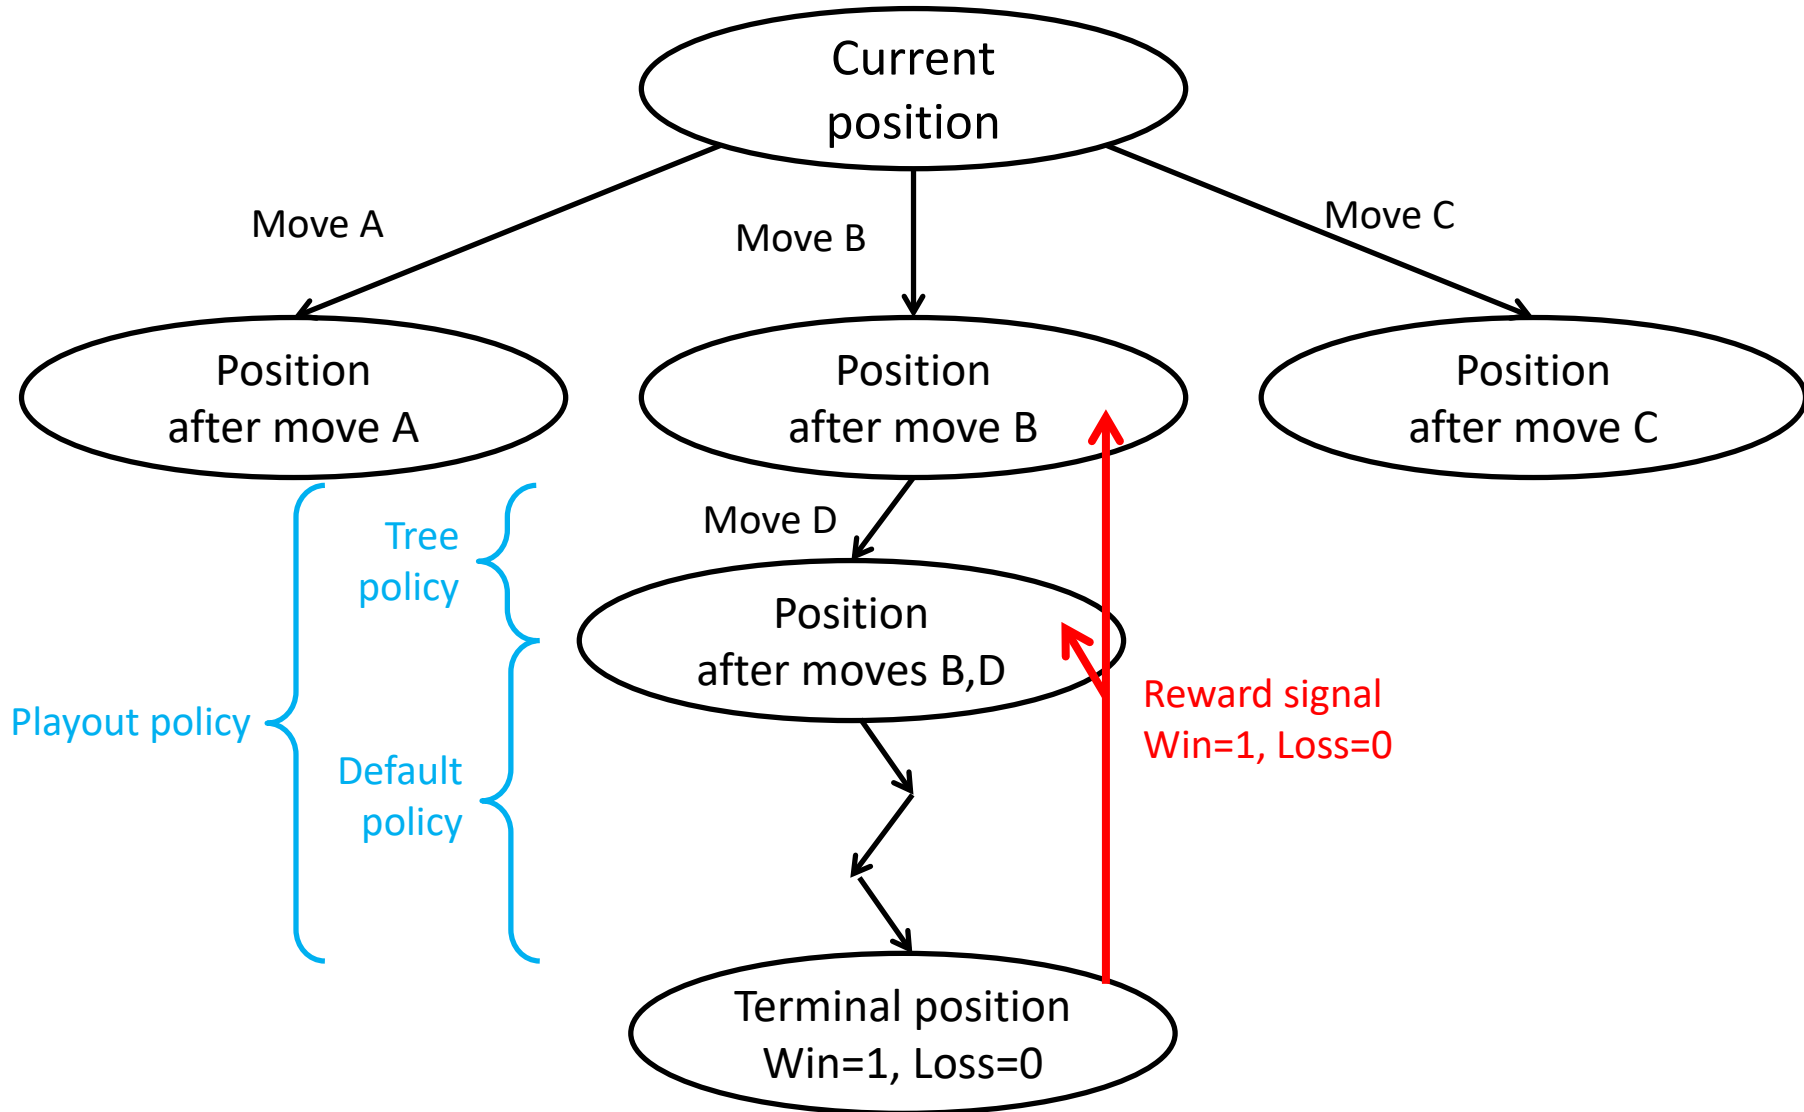 Current
position
Move A
Move B
Move C
Position
after move A
Position
after move B
Position
after move C
Tree
policy
Move D
Position
after moves B,D
Playout policy
Default
policy
Reward signal
Win=1, Loss=0
Terminal position
Win=1, Loss=0